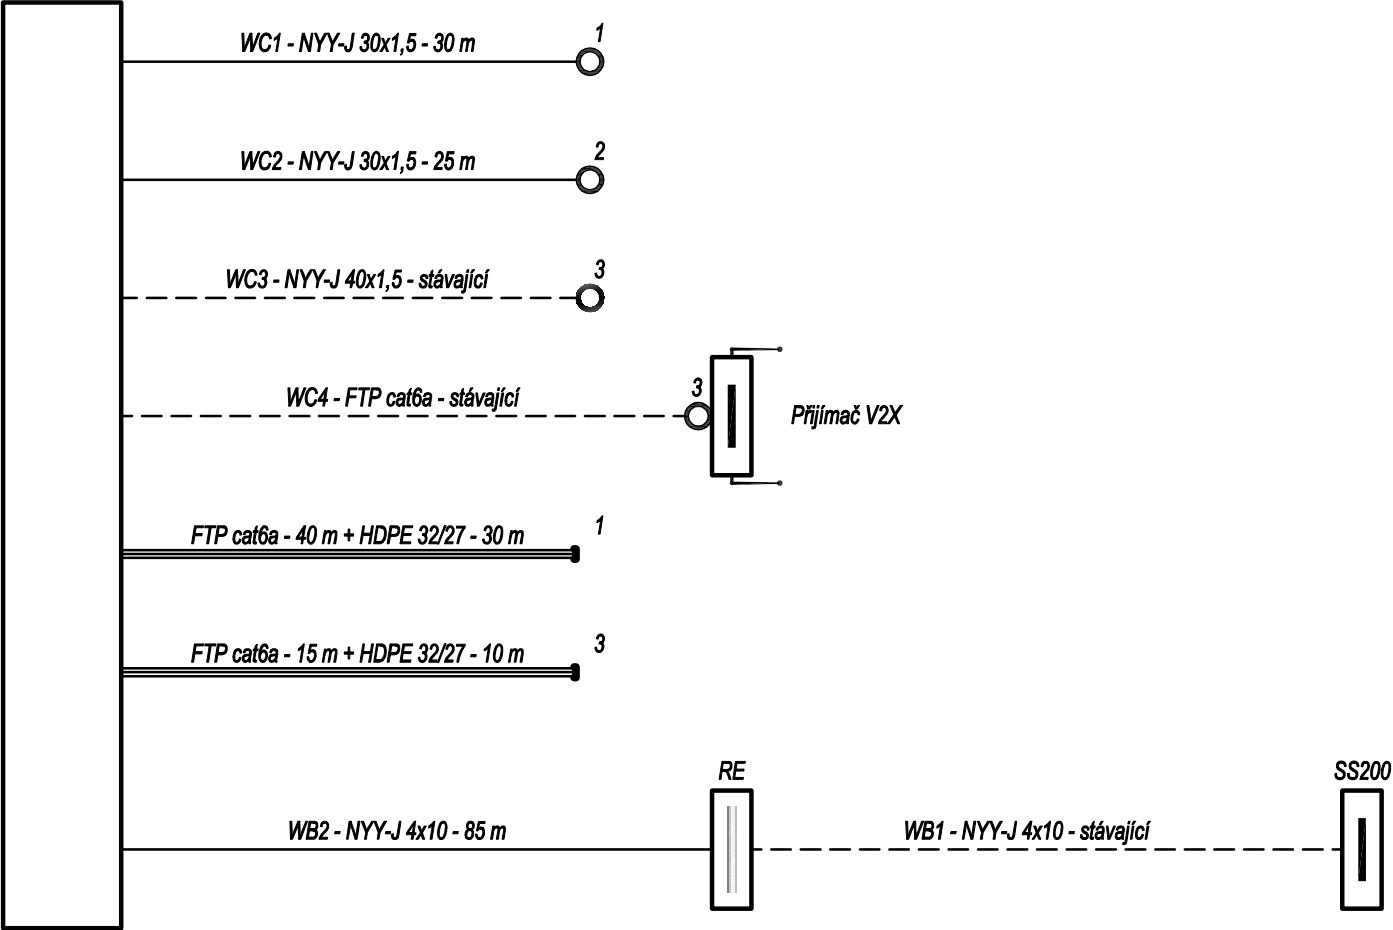 WC1 - NYY-J 30x1,5 - 30 m
1
WC2 - NYY-J 30x1,5 - 25 m
2
WC3 - NYY-J 40x1,5 - stávající
3
WC4 - FTP cat6a - stávající
3
Přijímač V2X
FTP cat6a - 40 m + HDPE 32/27 - 30 m
1
FTP cat6a - 15 m + HDPE 32/27 - 10 m
3
WB2 - NYY-J 4x10 - 85 m
RE
WB1 - NYY-J 4x10 - stávající
SS200